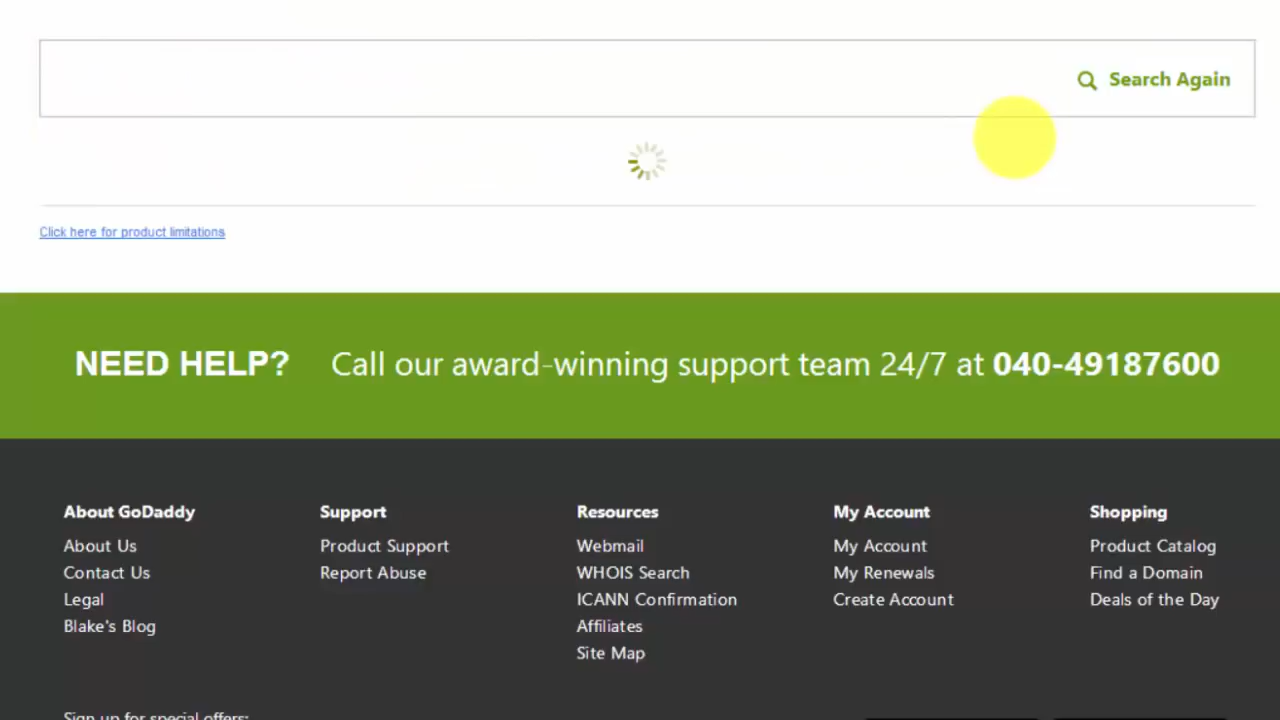 Search Again
Click here for product limitations
NEED HELP? Call our award-winning support team 24/7 at 040-49187600
About GoDaddy
About Us
Contact Us
Legal
Blake's Blog
Support
Product Support
Report Abuse
Resources
Webmail
WHOIS Search
ICANN Confirmation
Affiliates
Site Map
My Account
My Account
My Renewals
Create Account
Shopping
Product Catalog
Find a Domain
Deals of the Day
Sign up for special offers: